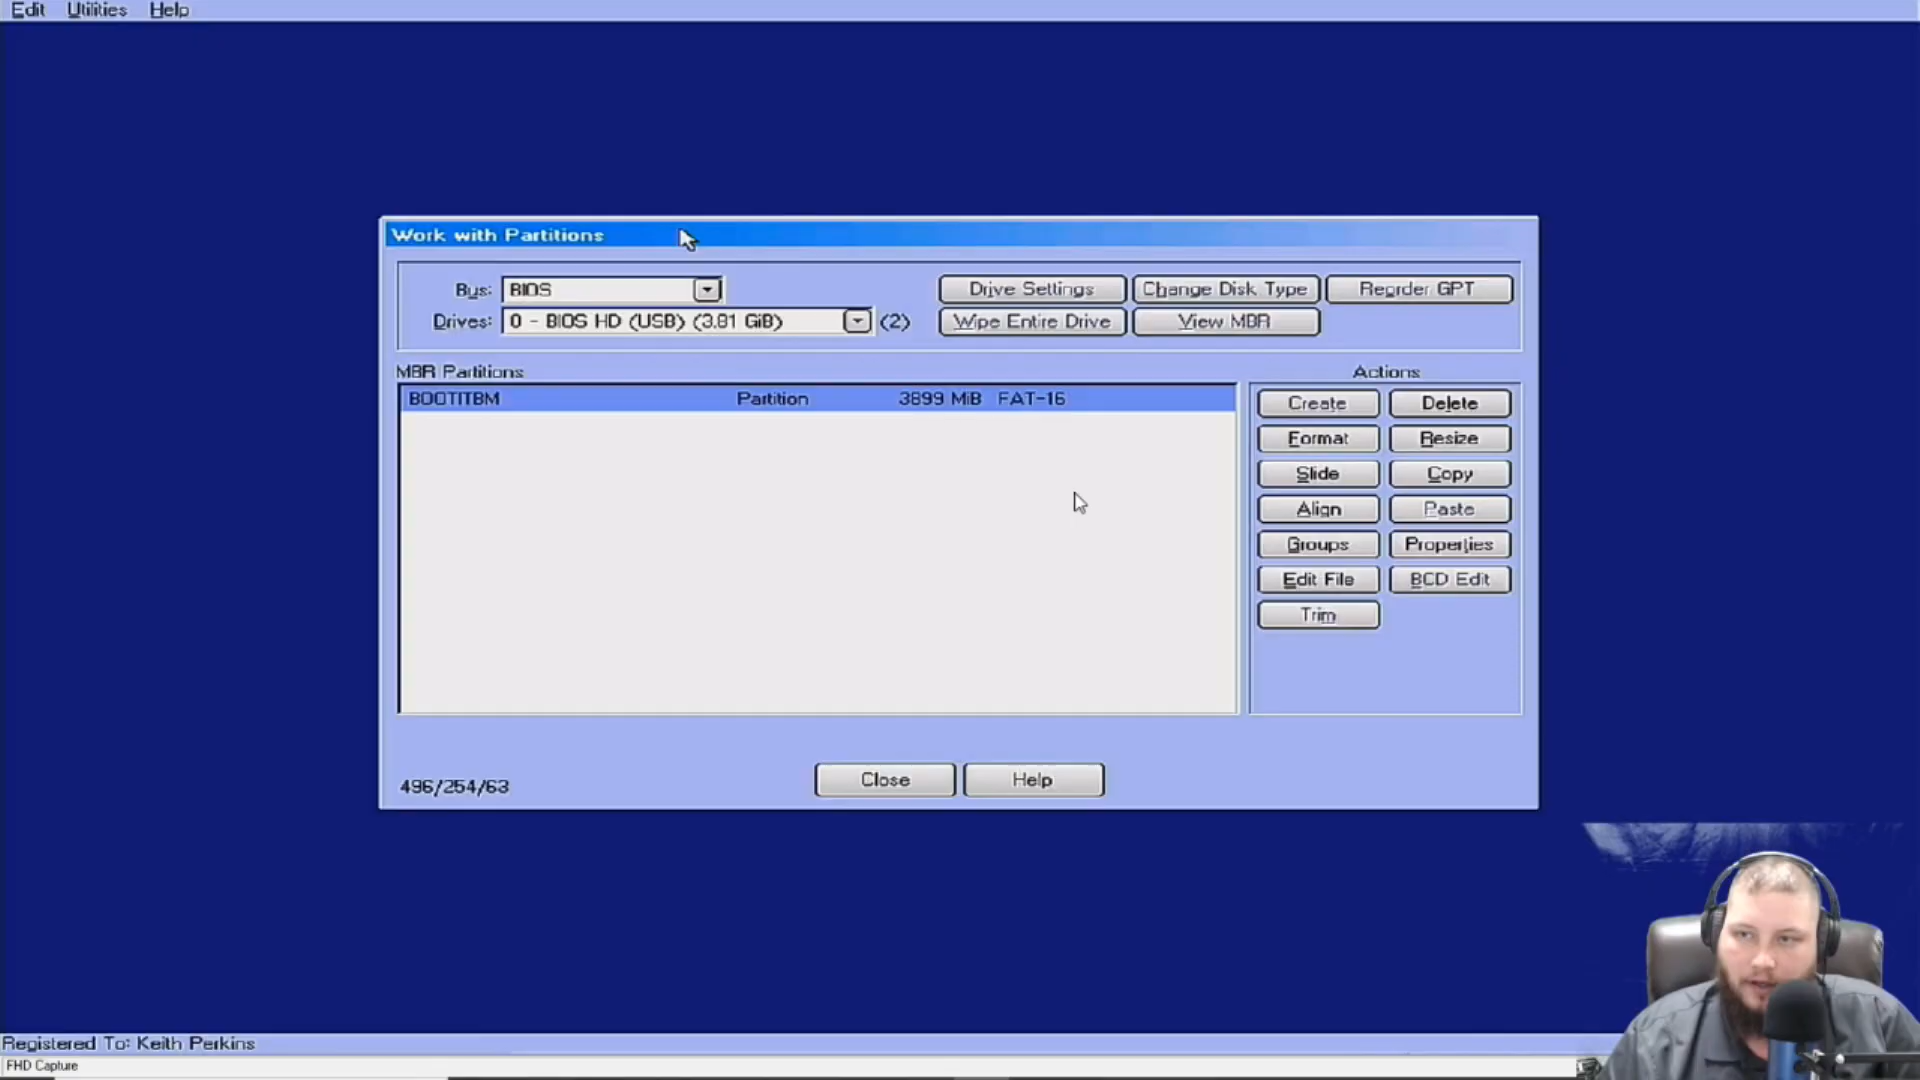 Edit Utilities Help
Work with Partitions
Bus: BIOS
Drives: 0 - BIOS HD (USB) (3.81 GiB) (2)
Drive Settings Change Disk Type Reorder GPT
Wipe Entire Drive View MBR
MBR Partitions
BOOTITBM Partition 3899 MiB FAT-16
Actions
Create Delete
Format Resize
Slide Copy
Align Paste
Groups Properties
Edit File BCD Edit
Trim
496/254/63
Close Help
Registered To: Keith Perkins
FHD Capture